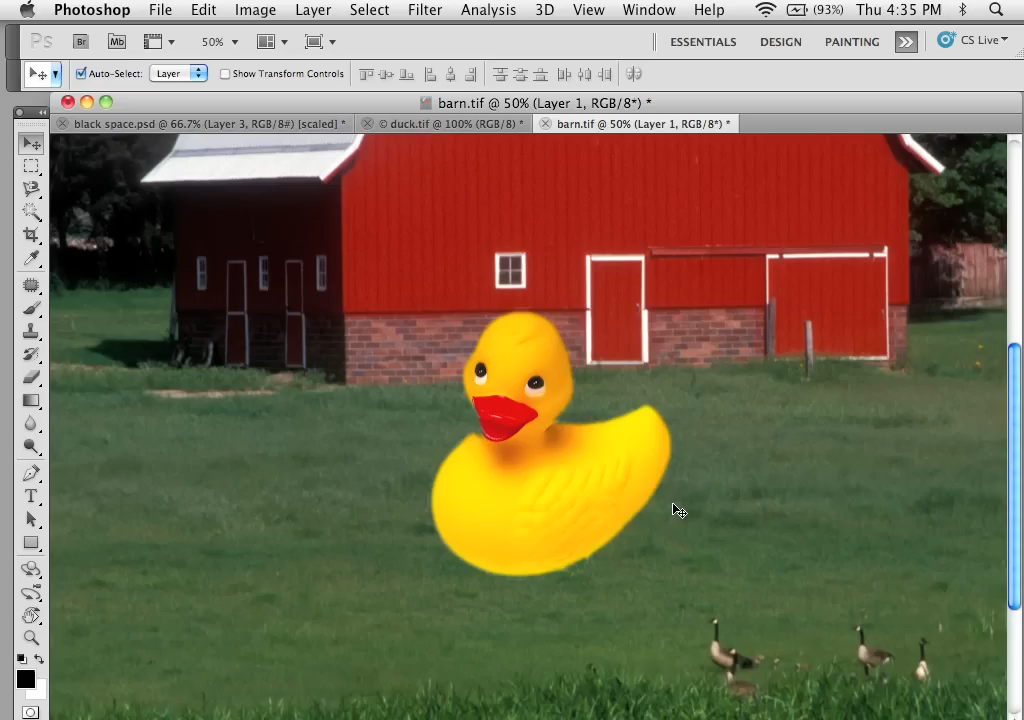 Photoshop File Edit Image Layer Select Filter Analysis 3D View Window Help (93%) Thu 4:35 PM
Ps Br Mb 50% ESSENTIALS DESIGN PAINTING CS Live
Auto-Select: Layer Show Transform Controls
barn.tif @ 50% (Layer 1, RGB/8*) *
black space.psd @ 66.7% (Layer 3, RGB/8#) [scaled] * © duck.tif @ 100% (RGB/8) * barn.tif @ 50% (Layer 1, RGB/8*) *
T